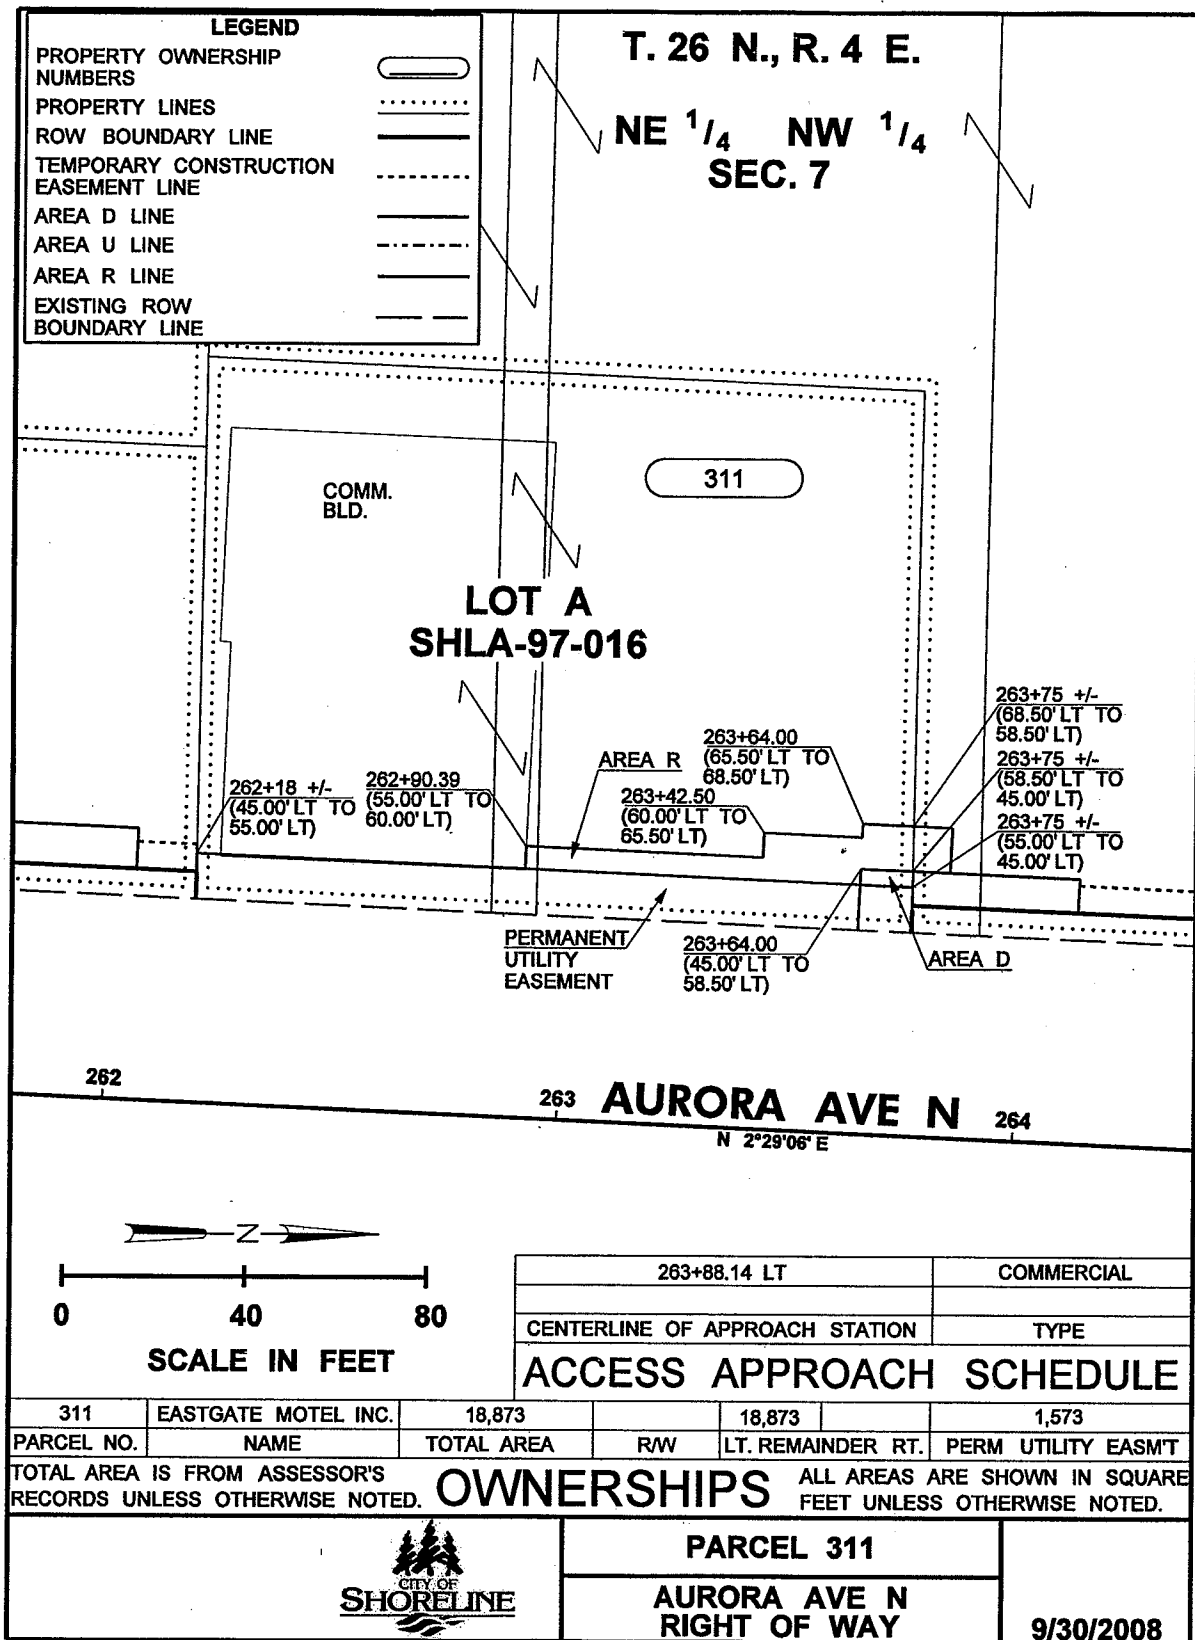 LEGEND
PROPERTY OWNERSHIP
NUMBERS
PROPERTY LINES
ROW BOUNDARY LINE
TEMPORARY CONSTRUCTION
EASEMENT LINE
AREA D LINE
AREA U LINE
AREA R LINE
EXISTING ROW
BOUNDARY LINE
T. 26 N., R. 4 E.
NE 1/4 NW 1/4
SEC. 7
311
COMM.
BLD.
LOT A
SHLA-97-016
262+18 +/-
(45.00' LT TO
55.00' LT)
262+90.39
(55.00' LT TO
60.00' LT)
AREA R
263+42.50
(60.00' LT TO
65.50' LT)
263+64.00
(65.50' LT TO
68.50' LT)
263+75 +/-
(68.50' LT TO
58.50' LT)
263+75 +/-
(58.50' LT TO
45.00' LT)
263+75 +/-
(55.00' LT TO
45.00' LT)
PERMANENT
UTILITY
EASEMENT
263+64.00
(45.00' LT TO
58.50' LT)
AREA D
262
263
AURORA AVE N
264
N 2°29'06" E
N
0 40 80
SCALE IN FEET
263+88.14 LT COMMERCIAL
CENTERLINE OF APPROACH STATION TYPE
ACCESS APPROACH SCHEDULE
311 EASTGATE MOTEL INC. 18,873 18,873 1,573
PARCEL NO. NAME TOTAL AREA R/W LT. REMAINDER RT. PERM UTILITY EASM'T
TOTAL AREA IS FROM ASSESSOR'S
RECORDS UNLESS OTHERWISE NOTED.
OWNERSHIPS
ALL AREAS ARE SHOWN IN SQUARE
FEET UNLESS OTHERWISE NOTED.
CITY OF
SHORELINE
PARCEL 311
AURORA AVE N
RIGHT OF WAY
9/30/2008